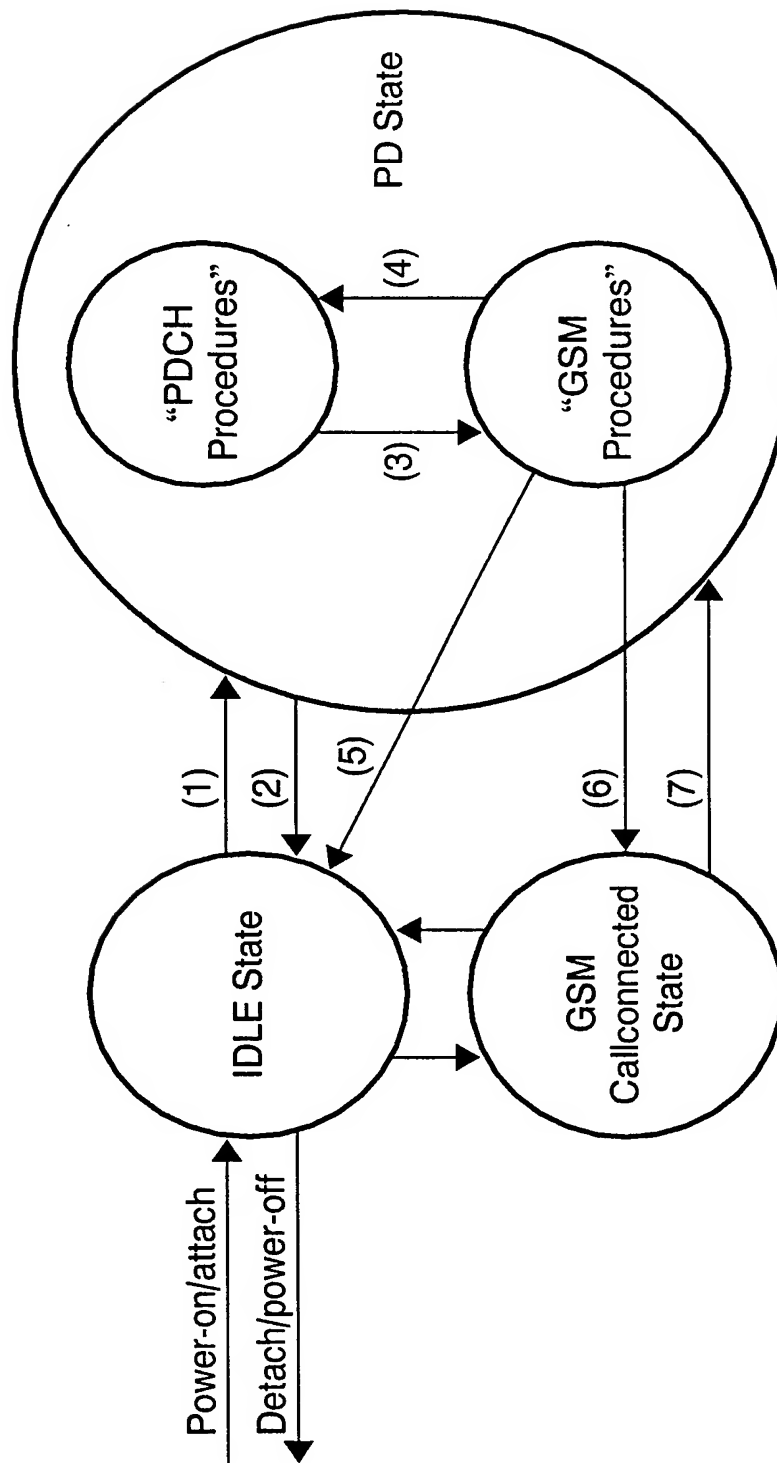 Power-on/attach
Detach/power-off
IDLE State
(1)
(2)
(5)
GSM
Callconnected
State
(6)
(7)
“PDCH
Procedures”
(3)
(4)
“GSM
Procedures”
PD State